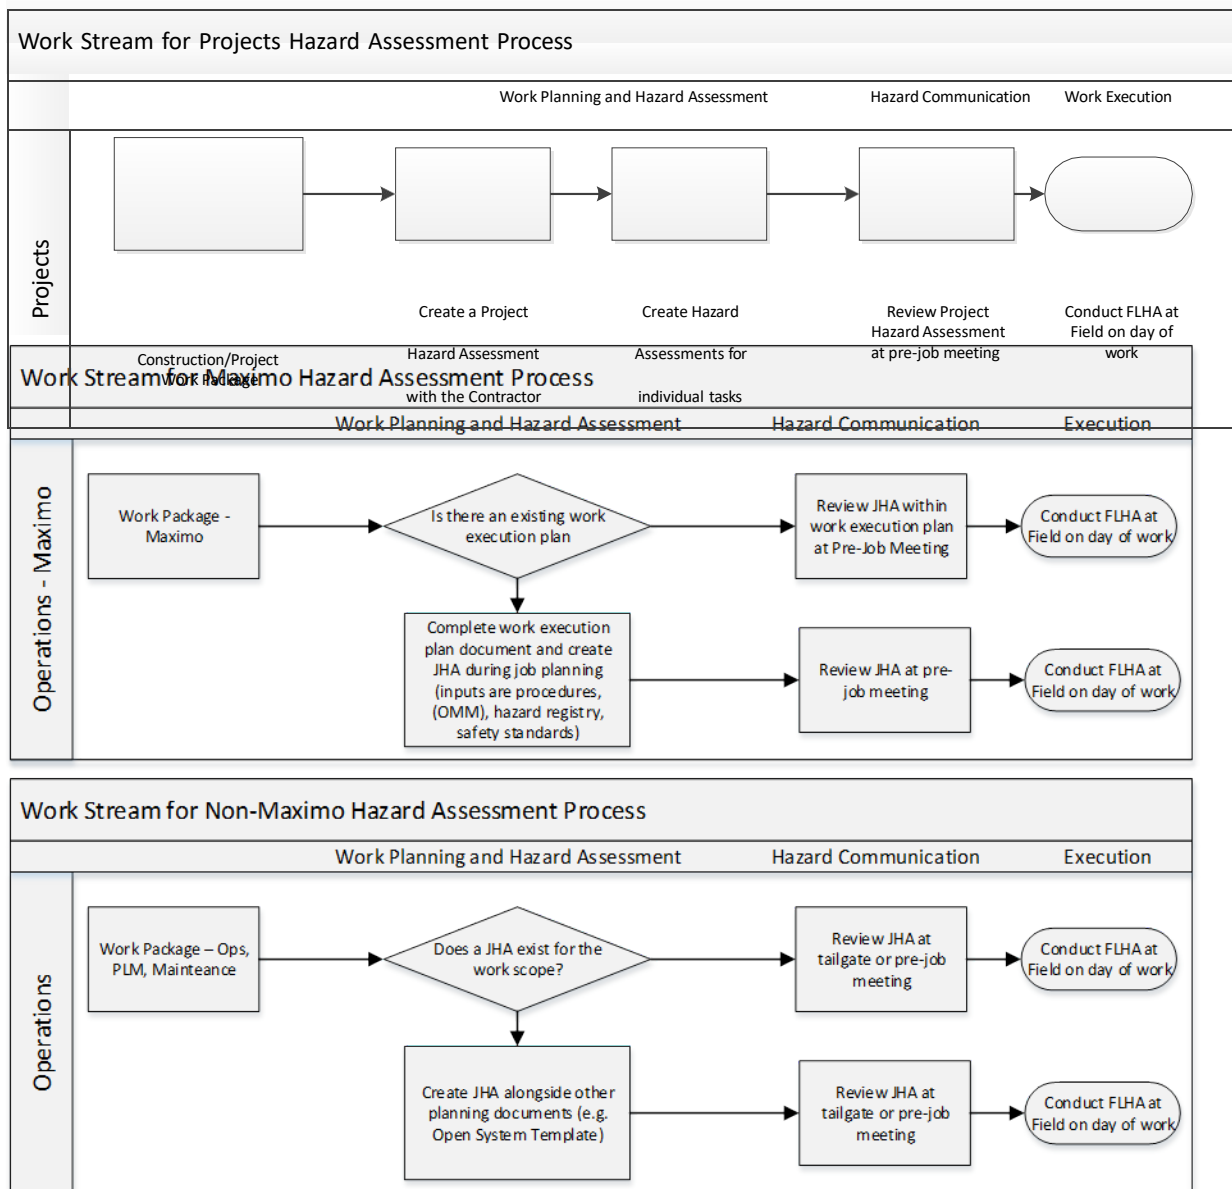 Work Stream for Projects Hazard Assessment Process
Work Planning and Hazard Assessment
Hazard Communication
Work Execution
Projects
Construction/Project
Work Package
Create a Project
Hazard Assessment
with the Contractor
Create Hazard
Assessments for
individual tasks
Review Project
Hazard Assessment
at pre-job meeting
Conduct FLHA at
Field on day of
work
Work Stream for Maximo Hazard Assessment Process
Work Planning and Hazard Assessment
Hazard Communication
Execution
Operations - Maximo
Work Package -
Maximo
Is there an existing work
execution plan
Review JHA within
work execution plan
at Pre-Job Meeting
Conduct FLHA at
Field on day of work
Complete work execution
plan document and create
JHA during job planning
(inputs are procedures,
(OMM), hazard registry,
safety standards)
Review JHA at pre-
job meeting
Conduct FLHA at
Field on day of work
Work Stream for Non-Maximo Hazard Assessment Process
Work Planning and Hazard Assessment
Hazard Communication
Execution
Operations
Work Package – Ops,
PLM, Mainteance
Does a JHA exist for the
work scope?
Review JHA at
tailgate or pre-job
meeting
Conduct FLHA at
Field on day of work
Create JHA alongside other
planning documents (e.g.
Open System Template)
Review JHA at
tailgate or pre-job
meeting
Conduct FLHA at
Field on day of work